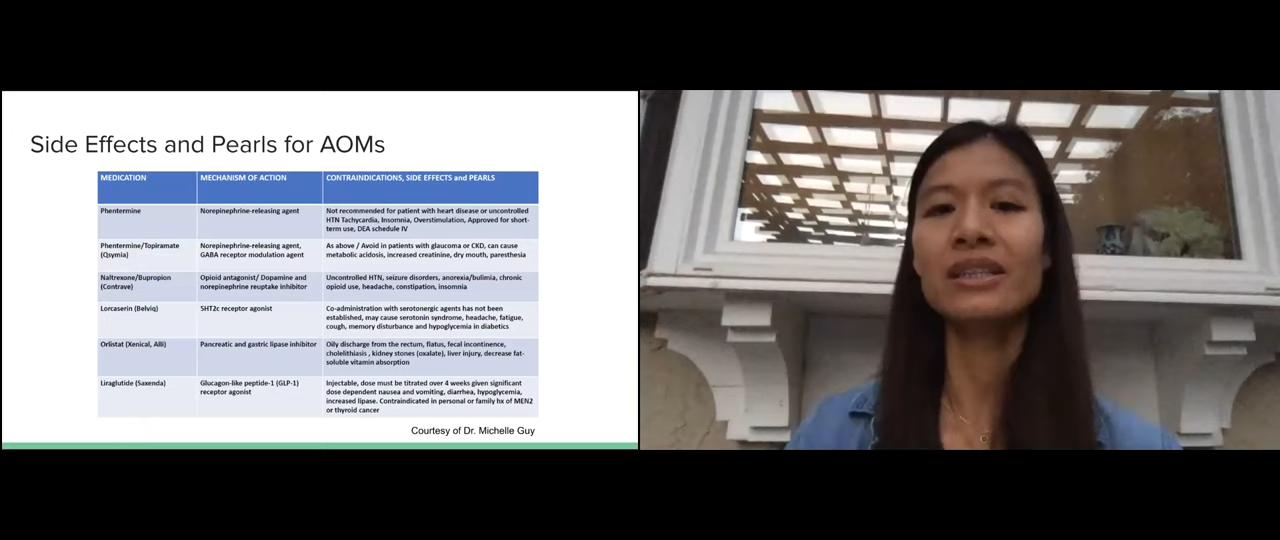 Side Effects and Pearls for AOMs
MEDICATION
MECHANISM OF ACTION
CONTRAINDICATIONS, SIDE EFFECTS and PEARLS
Phentermine
Norepinephrine-releasing agent
Not recommended for patient with heart disease or uncontrolled
HTN Tachycardia, Insomnia, Overstimulation, Approved for short-
term use, DEA schedule IV
Phentermine/Topiramate
(Qsymia)
Norepinephrine-releasing agent,
GABA receptor modulation agent
As above / Avoid in patients with glaucoma or CKD, can cause
metabolic acidosis, increased creatinine, dry mouth, paresthesia
Naltrexone/Bupropion
(Contrave)
Opioid antagonist/ Dopamine and
norepinephrine reuptake inhibitor
Uncontrolled HTN, seizure disorders, anorexia/bulimia, chronic
opioid use, headache, constipation, insomnia
Lorcaserin (Belviq)
5HT2c receptor agonist
Co-administration with serotonergic agents has not been
established, may cause serotonin syndrome, headache, fatigue,
cough, memory disturbance and hypoglycemia in diabetics
Orlistat (Xenical, Alli)
Pancreatic and gastric lipase inhibitor
Oily discharge from the rectum, flatus, fecal incontinence,
cholelithiasis , kidney stones (oxalate), liver injury, decrease fat-
soluble vitamin absorption
Liraglutide (Saxenda)
Glucagon-like peptide-1 (GLP-1)
receptor agonist
Injectable, dose must be titrated over 4 weeks given significant
dose dependent nausea and vomiting, diarrhea, hypoglycemia,
increased lipase. Contraindicated in personal or family hx of MEN2
or thyroid cancer
Courtesy of Dr. Michelle Guy